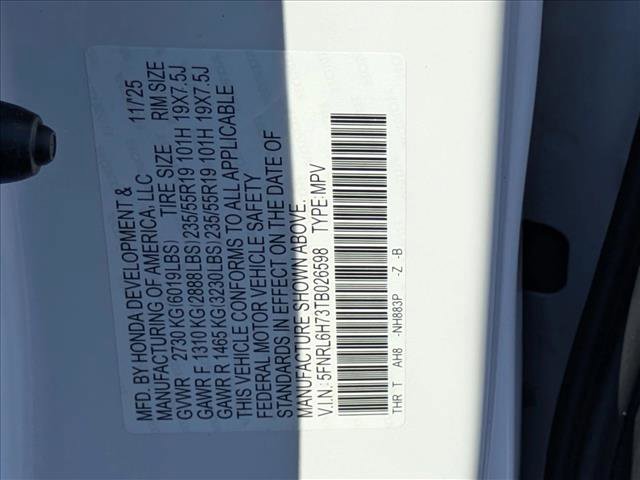 MFD. BY HONDA DEVELOPMENT & 11/25
MANUFACTURING OF AMERICA, LLC
GVWR 2730 KG (6019LBS) TIRE SIZE RIM SIZE
GAWR F 1310 KG (2888LBS) 235/55R19 101H 19X7.5J
GAWR R 1465 KG (3230LBS) 235/55R19 101H 19X7.5J
THIS VEHICLE CONFORMS TO ALL APPLICABLE
FEDERAL MOTOR VEHICLE SAFETY
STANDARDS IN EFFECT ON THE DATE OF
MANUFACTURE SHOWN ABOVE.
V.I.N.: 5FNRL6H73TB026598 TYPE:MPV
THR T AH8 -NH883P -Z -B